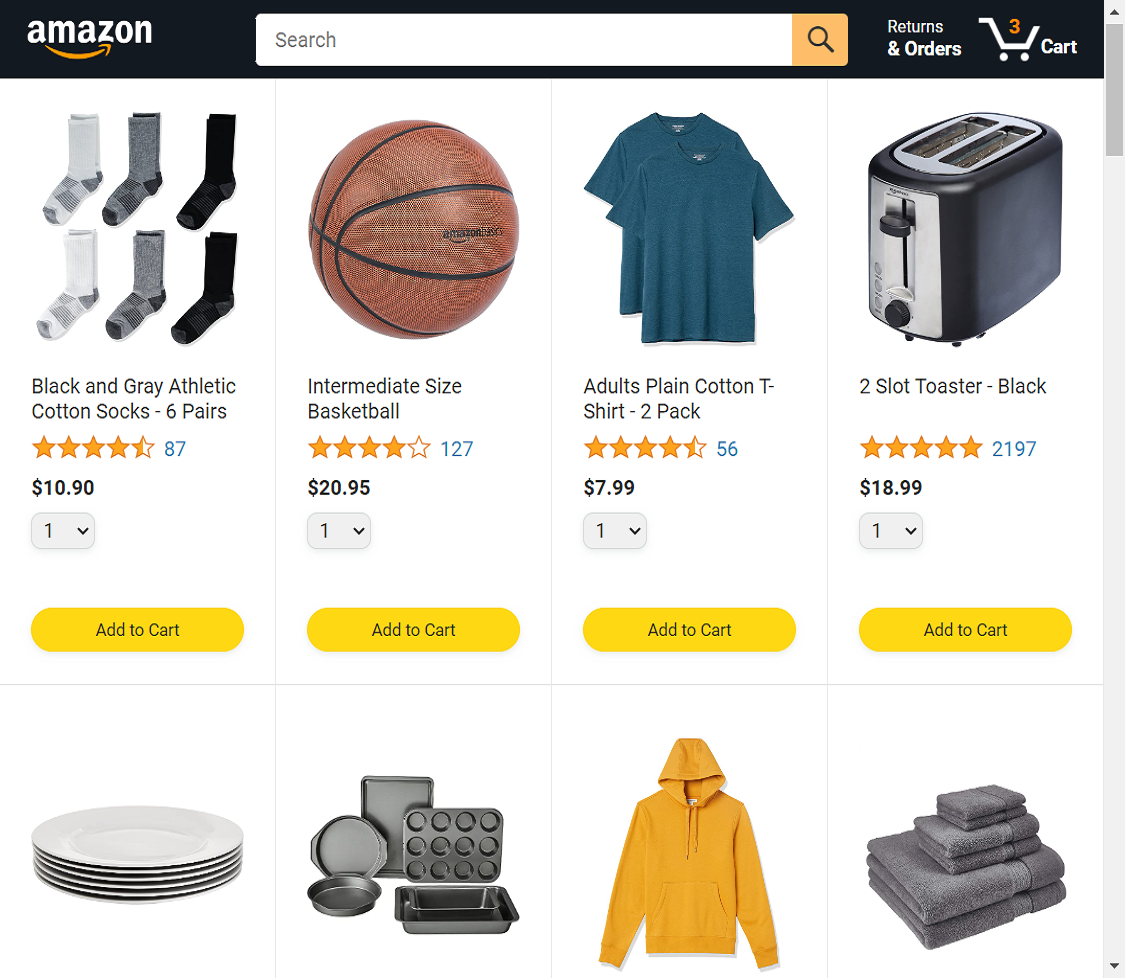 amazon
Search
Returns
& Orders
3
Cart
amazonbasics
Black and Gray Athletic
Cotton Socks - 6 Pairs
87
$10.90
1
Add to Cart
Intermediate Size
Basketball
127
$20.95
1
Add to Cart
Adults Plain Cotton T-
Shirt - 2 Pack
56
$7.99
1
Add to Cart
2 Slot Toaster - Black
2197
$18.99
1
Add to Cart